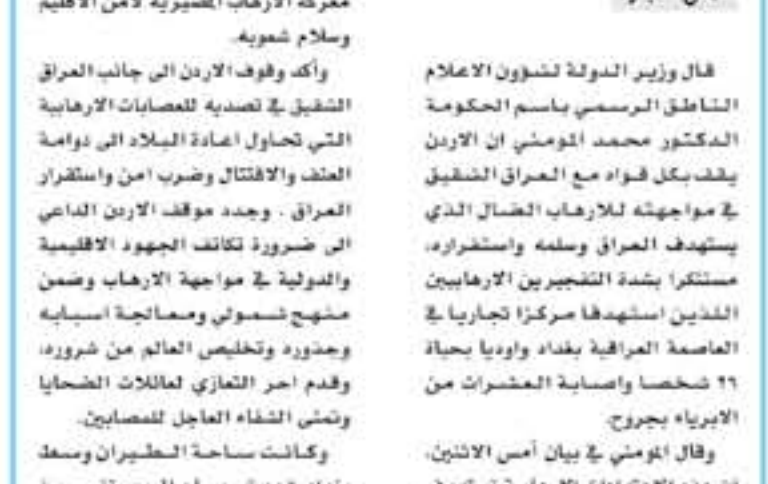 قال وزير الدولة لشؤون الاعلام
الناطق الرسمي باسم الحكومة
الدكتور محمد المومني ان الاردن
يقف بكل قواه مع العراق الشقيق
في مواجهته للارهاب الضال الذي
يستهدف العراق وسلمه واستقراره،
مستنكرا بشدة التفجيرين الارهابيين
اللذين استهدفا مركزا تجاريا في
العاصمة العراقية بغداد واوديا بحياة
٢٦ شخصا واصابة العشرات من
الابرياء بجروح.
وقال المومني في بيان أمس الاثنين،
معركة الارهاب المصيرية لامن الاقليم
وسلام شعوبه.
وأكد وقوف الاردن الى جانب العراق
الشقيق في تصديه للعصابات الارهابية
التي تحاول اعادة البلاد الى دوامة
العنف والاقتتال وضرب امن واستقرار
العراق . وجدد موقف الاردن الداعي
الى ضرورة تكاتف الجهود الاقليمية
والدولية في مواجهة الارهاب وضمن
منهج شمولي ومعالجة اسبابه
وجذوره وتخليص العالم من شروره،
وقدم احر التعازي لعائلات الضحايا
وتمنى الشفاء العاجل للمصابين.
وكانت ساحة الطيران وسط